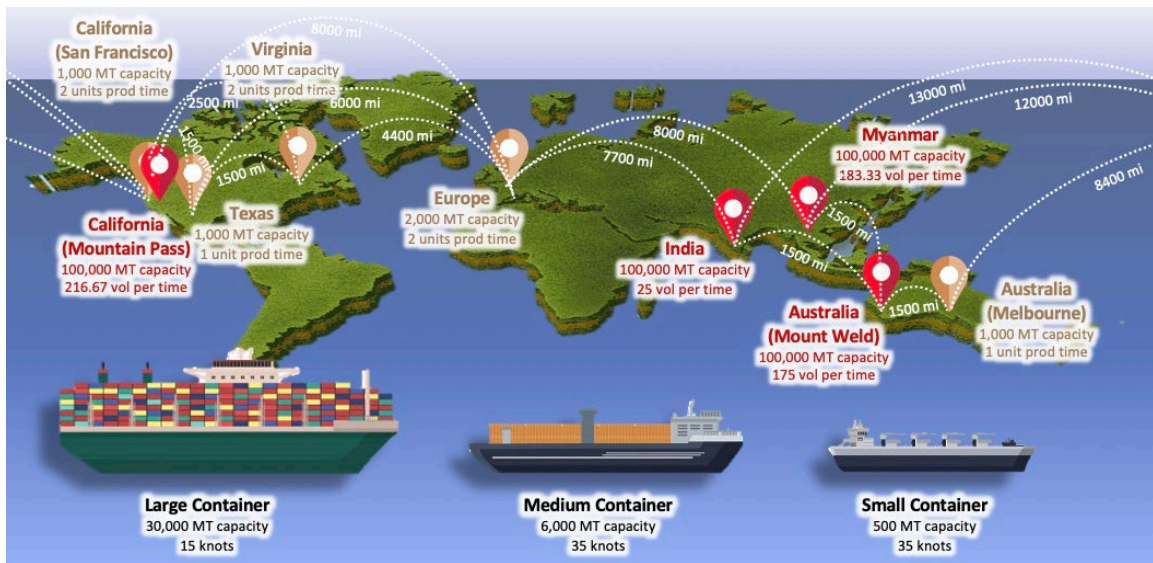 8000 mi
California
(San Francisco)
1,000 MT capacity
2 units prod time
Virginia
1,000 MT capacity
2 units prod time
2500 mi
6000 mi
1500 mi
1500 mi
4400 mi
8000 mi
7700 mi
13000 mi
12000 mi
8400 mi
Myanmar
100,000 MT capacity
183.33 vol per time
California
(Mountain Pass)
100,000 MT capacity
216.67 vol per time
Texas
1,000 MT capacity
1 unit prod time
Europe
2,000 MT capacity
2 units prod time
India
100,000 MT capacity
25 vol per time
1500 mi
1500 mi
1500 mi
Australia
(Mount Weld)
100,000 MT capacity
175 vol per time
Australia
(Melbourne)
1,000 MT capacity
1 unit prod time
Large Container
30,000 MT capacity
15 knots
Medium Container
6,000 MT capacity
35 knots
Small Container
500 MT capacity
35 knots